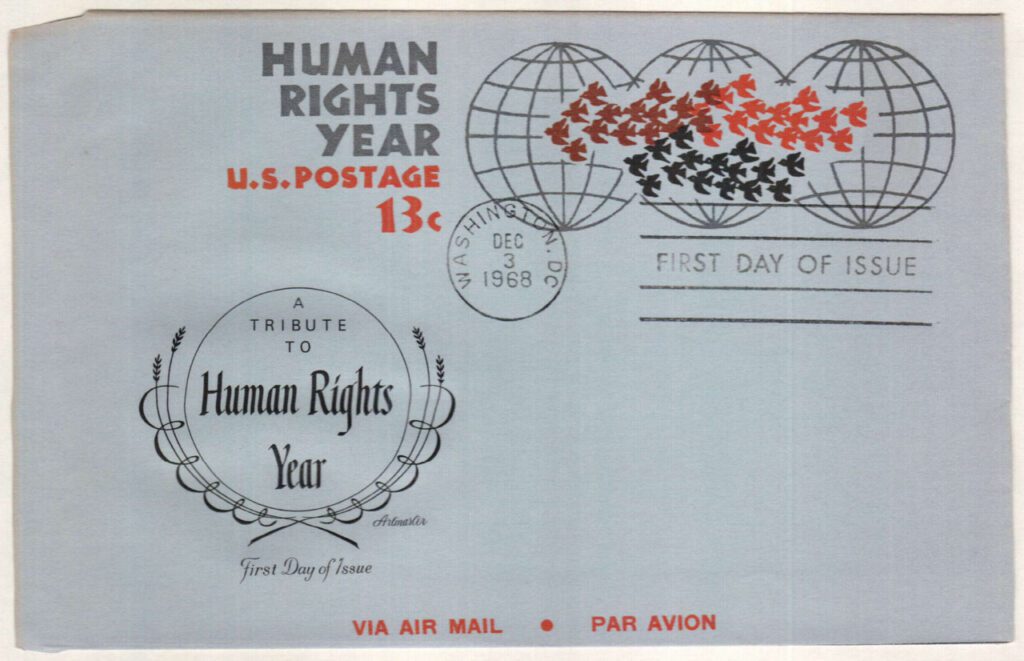 HUMAN
RIGHTS
YEAR
U.S. POSTAGE
13c
WASHINGTON, DC
DEC
3
1968
FIRST DAY OF ISSUE
A
TRIBUTE
TO
Human Rights
Year
Artmaster
First Day of Issue
VIA AIR MAIL • PAR AVION